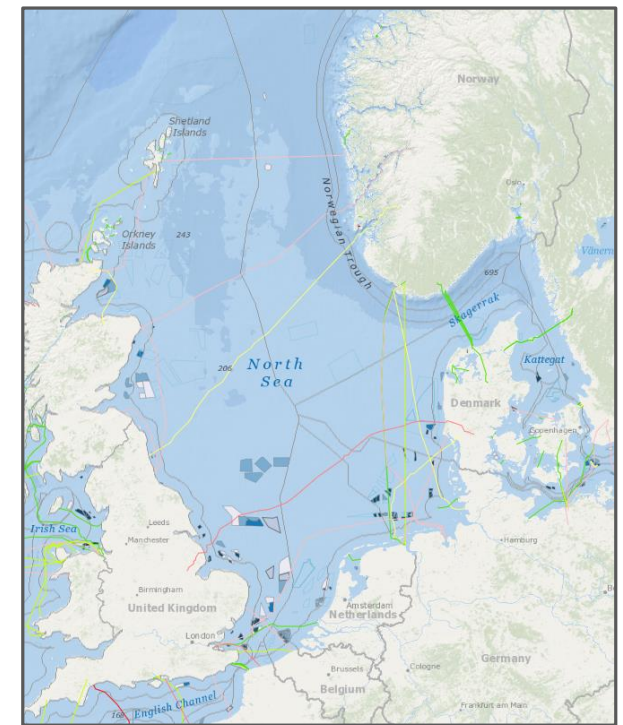 Norway
Shetland
Islands
Oslo
Norwegian Trough
Orkney
Islands
243
Vänern
695
Skagerrak
North
Sea
206
Kattegat
Denmark
Copenhagen
Leeds
Irish Sea
Manchester
Hamburg
Birmingham
United Kingdom
Amsterdam
Netherlands
London
Brussels
Cologne
Germany
Belgium
English Channel
Frankfurt am Main